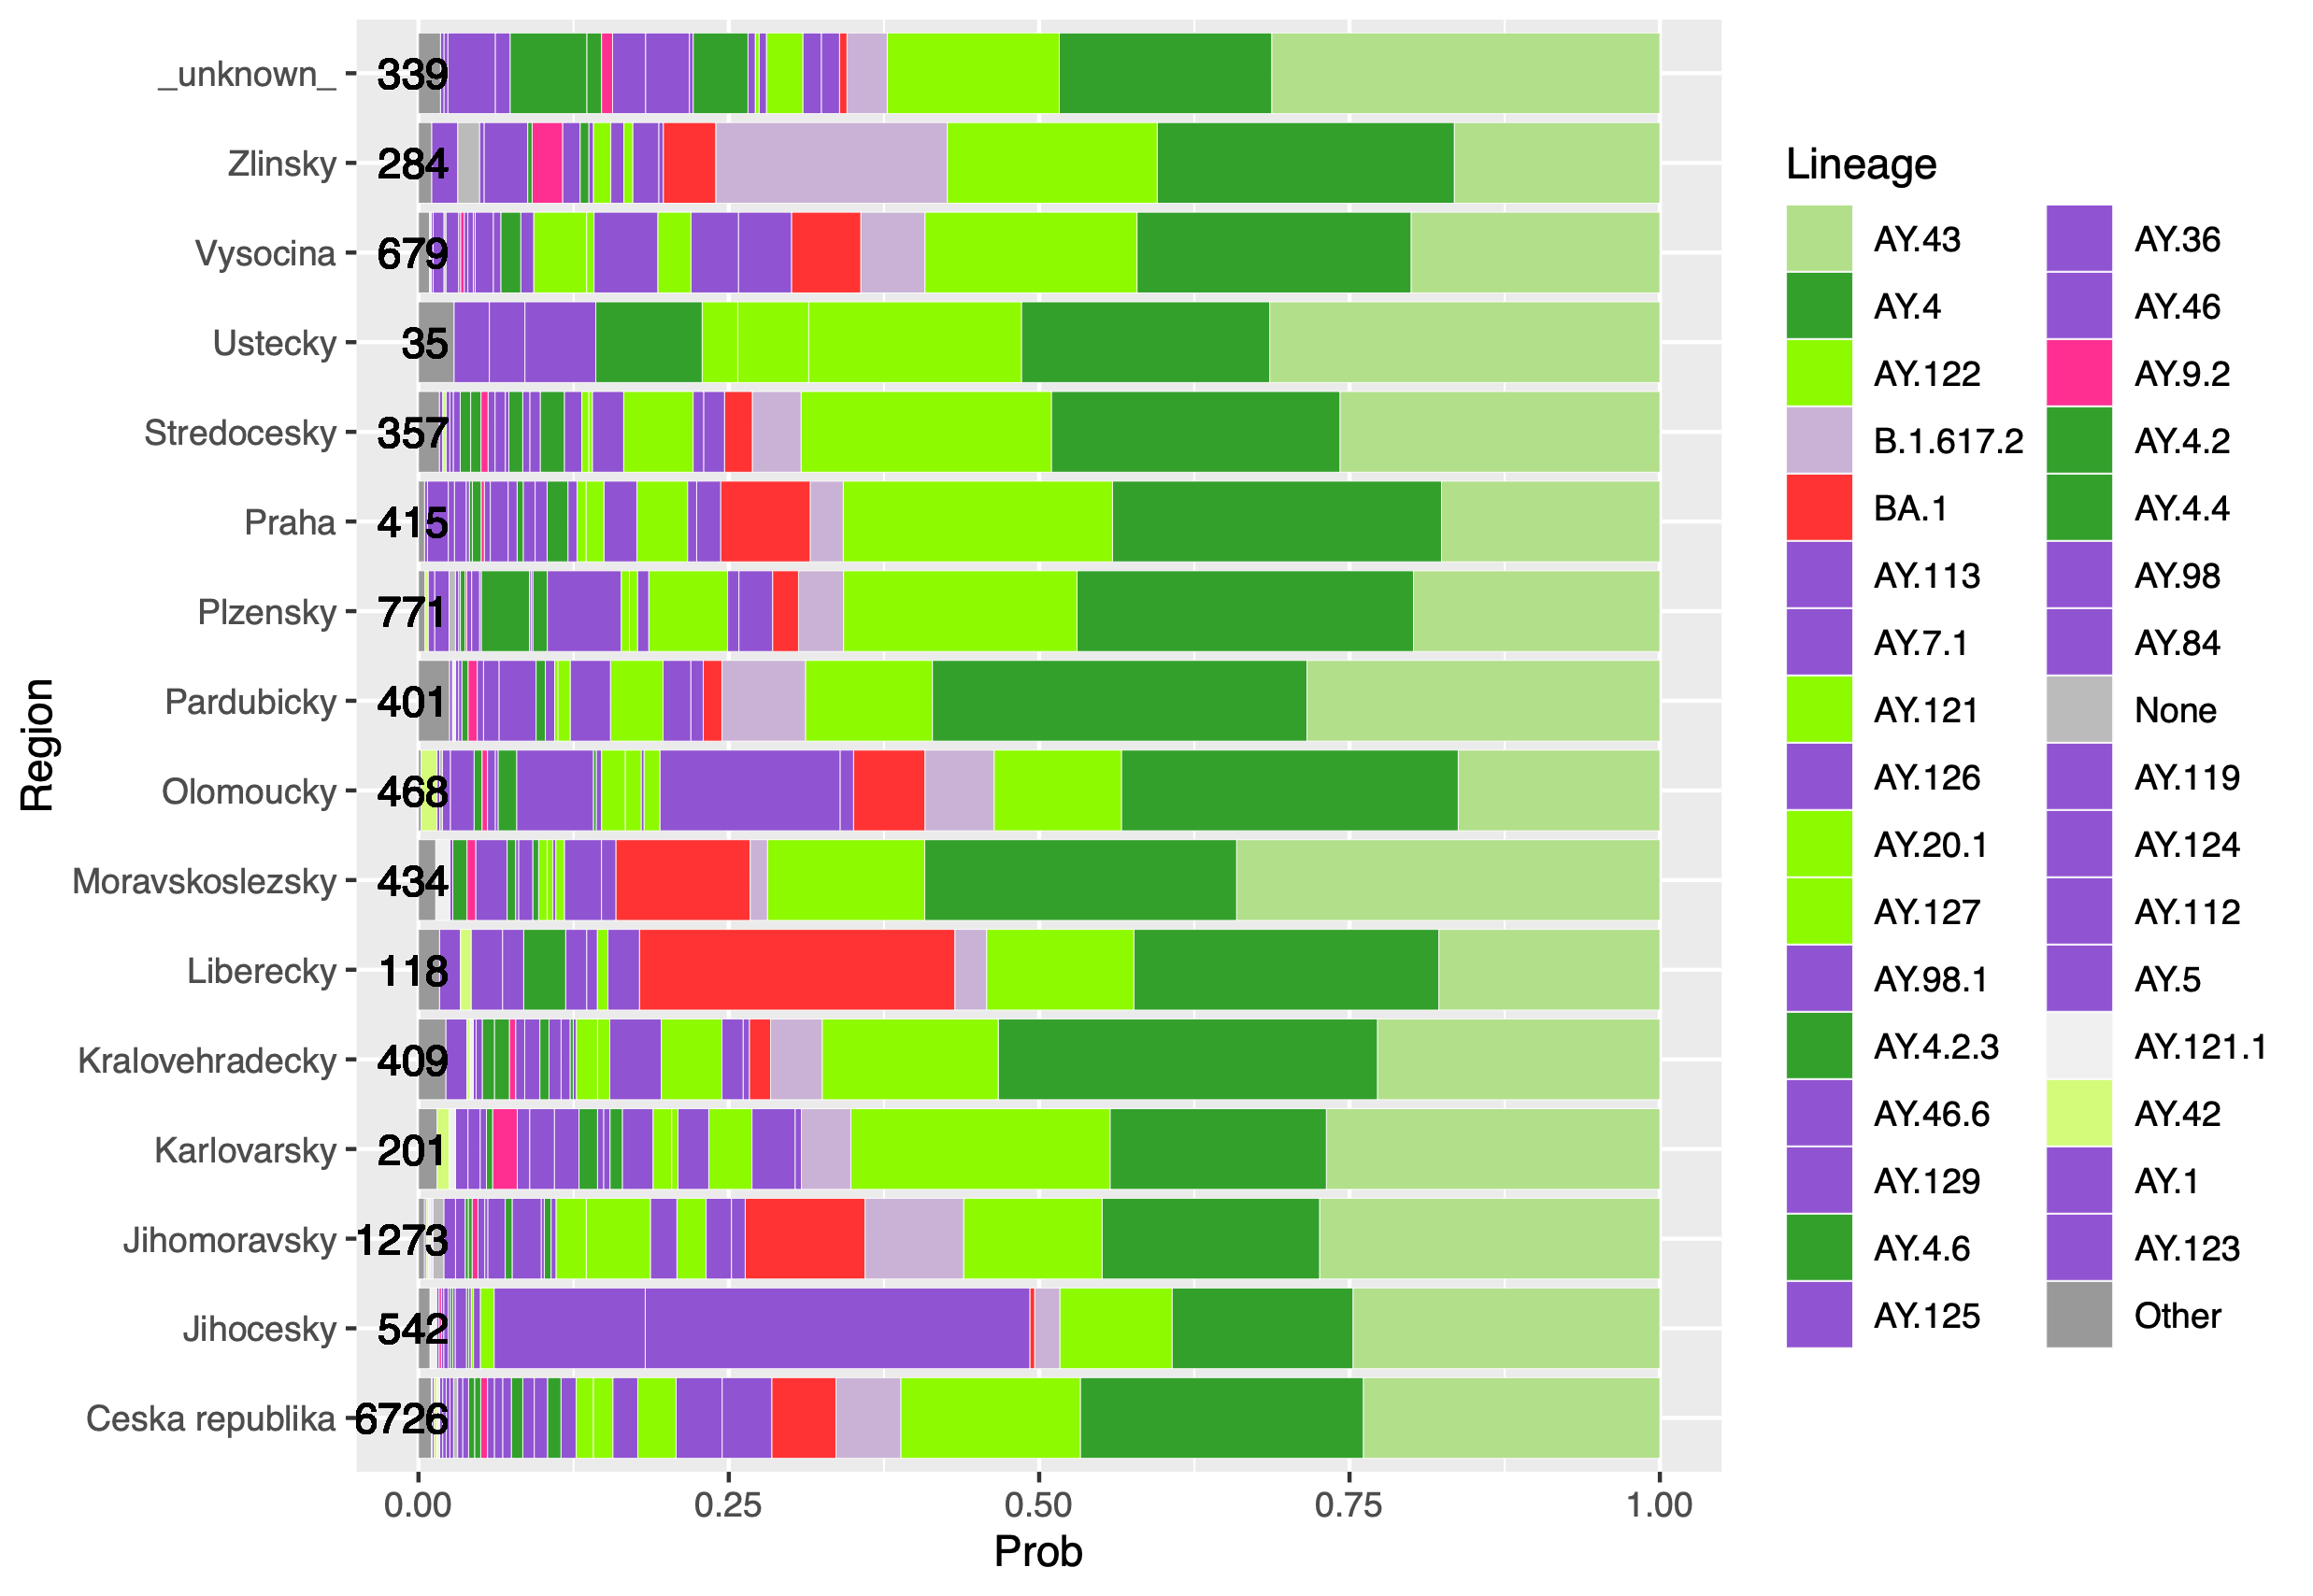 _unknown_ 339
Zlinsky 284
Vysocina 679
Ustecky 35
Stredocesky 357
Praha 415
Plzensky 771
Pardubicky 401
Olomoucky 468
Moravskoslezsky 434
Liberecky 118
Kralovehradecky 409
Karlovarsky 201
Jihomoravsky 1273
Jihocesky 542
Ceska republika 6726
Region
0.00 0.25 0.50 0.75 1.00
Prob
Lineage
AY.43
AY.4
AY.122
B.1.617.2
BA.1
AY.113
AY.7.1
AY.121
AY.126
AY.20.1
AY.127
AY.98.1
AY.4.2.3
AY.46.6
AY.129
AY.4.6
AY.125
AY.36
AY.46
AY.9.2
AY.4.2
AY.4.4
AY.98
AY.84
None
AY.119
AY.124
AY.112
AY.5
AY.121.1
AY.42
AY.1
AY.123
Other